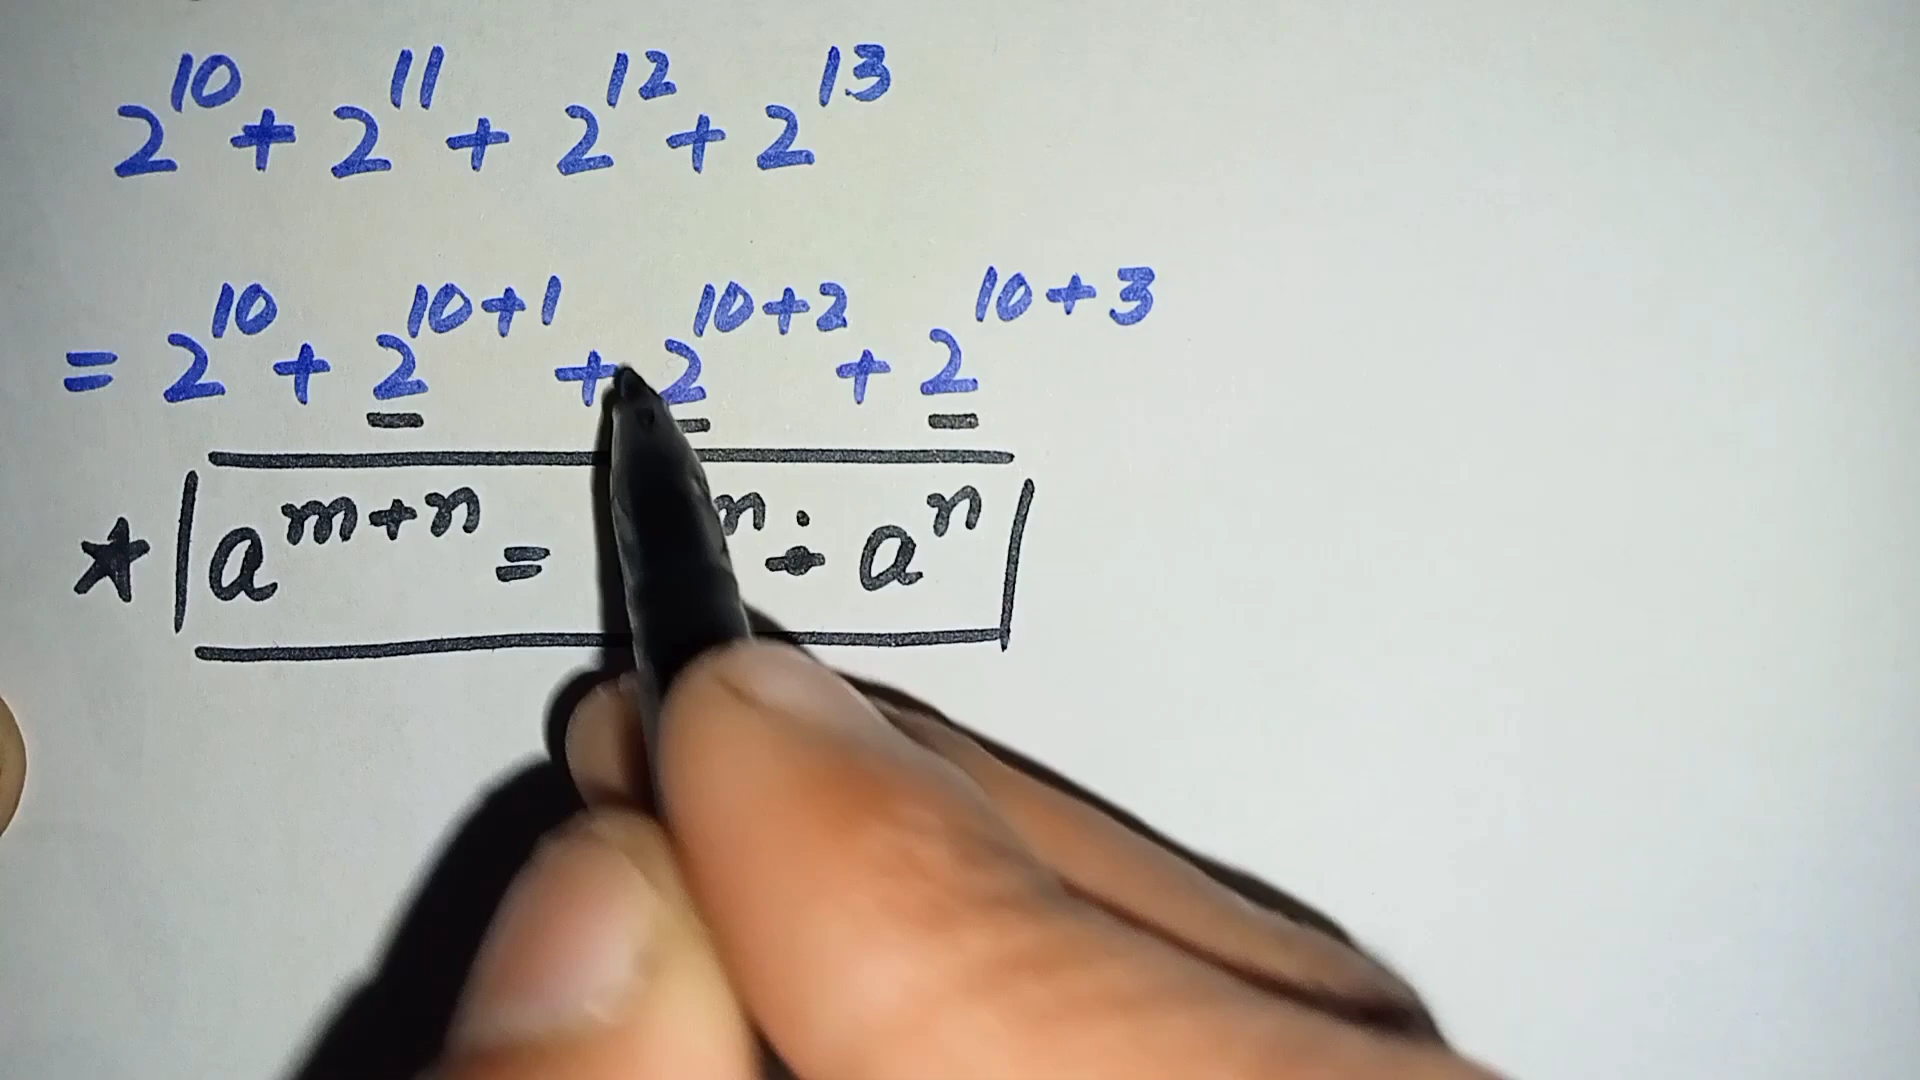 2^10 + 2^11 + 2^12 + 2^13
= 2^10 + 2^(10+1) + 2^(10+2) + 2^(10+3)
★ a^(m+n) = ÷ a^n